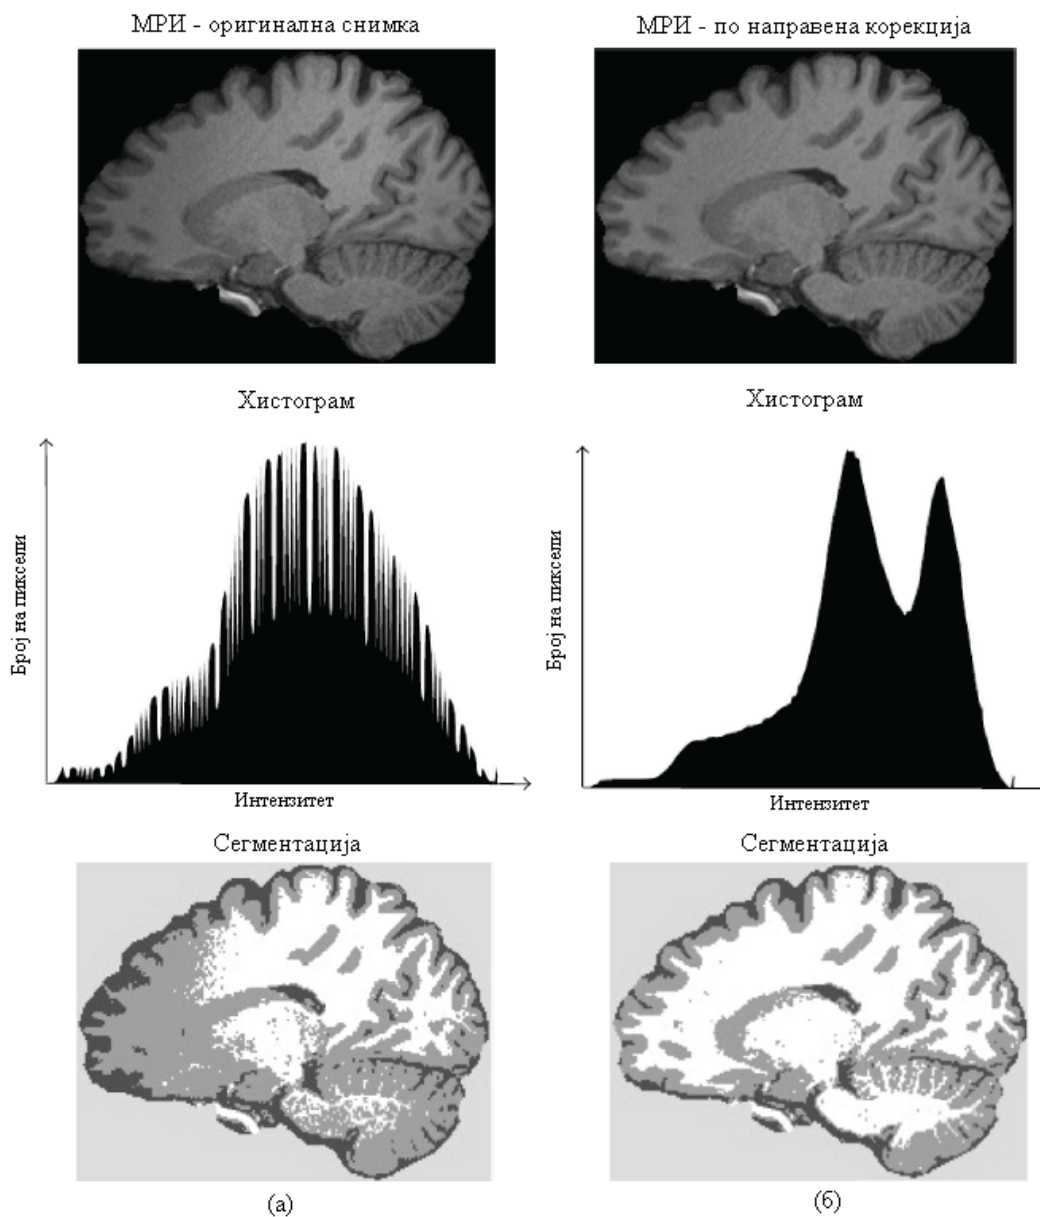 МРИ - оригинална снимка
МРИ - по направена корекција
Хистограм
Хистограм
Број на пиксели
Број на пиксели
Интензитет
Интензитет
Сегментација
Сегментација
(а)
(б)